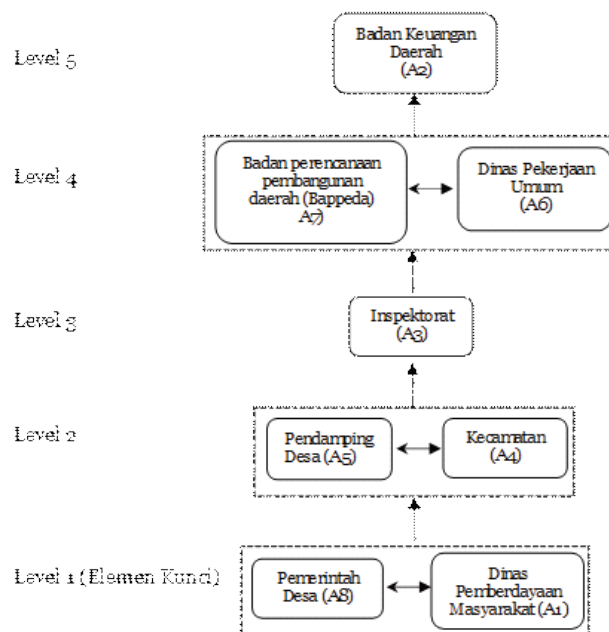 Level 5
Badan Keuangan
Daerah
(A2)
Level 4
Badan perencanaan
pembangunan
daerah (Bappeda)
A7)
Dinas Pekerjaan
Umum
(A6)
Level 3
Inspektorat
(A3)
Level 2
Pendamping
Desa (A5)
Kecamatan
(A4)
Level 1 (Elemen Kunci)
Pemerintah
Desa (A8)
Dinas
Pemberdayaan
Masyarakat (A1)